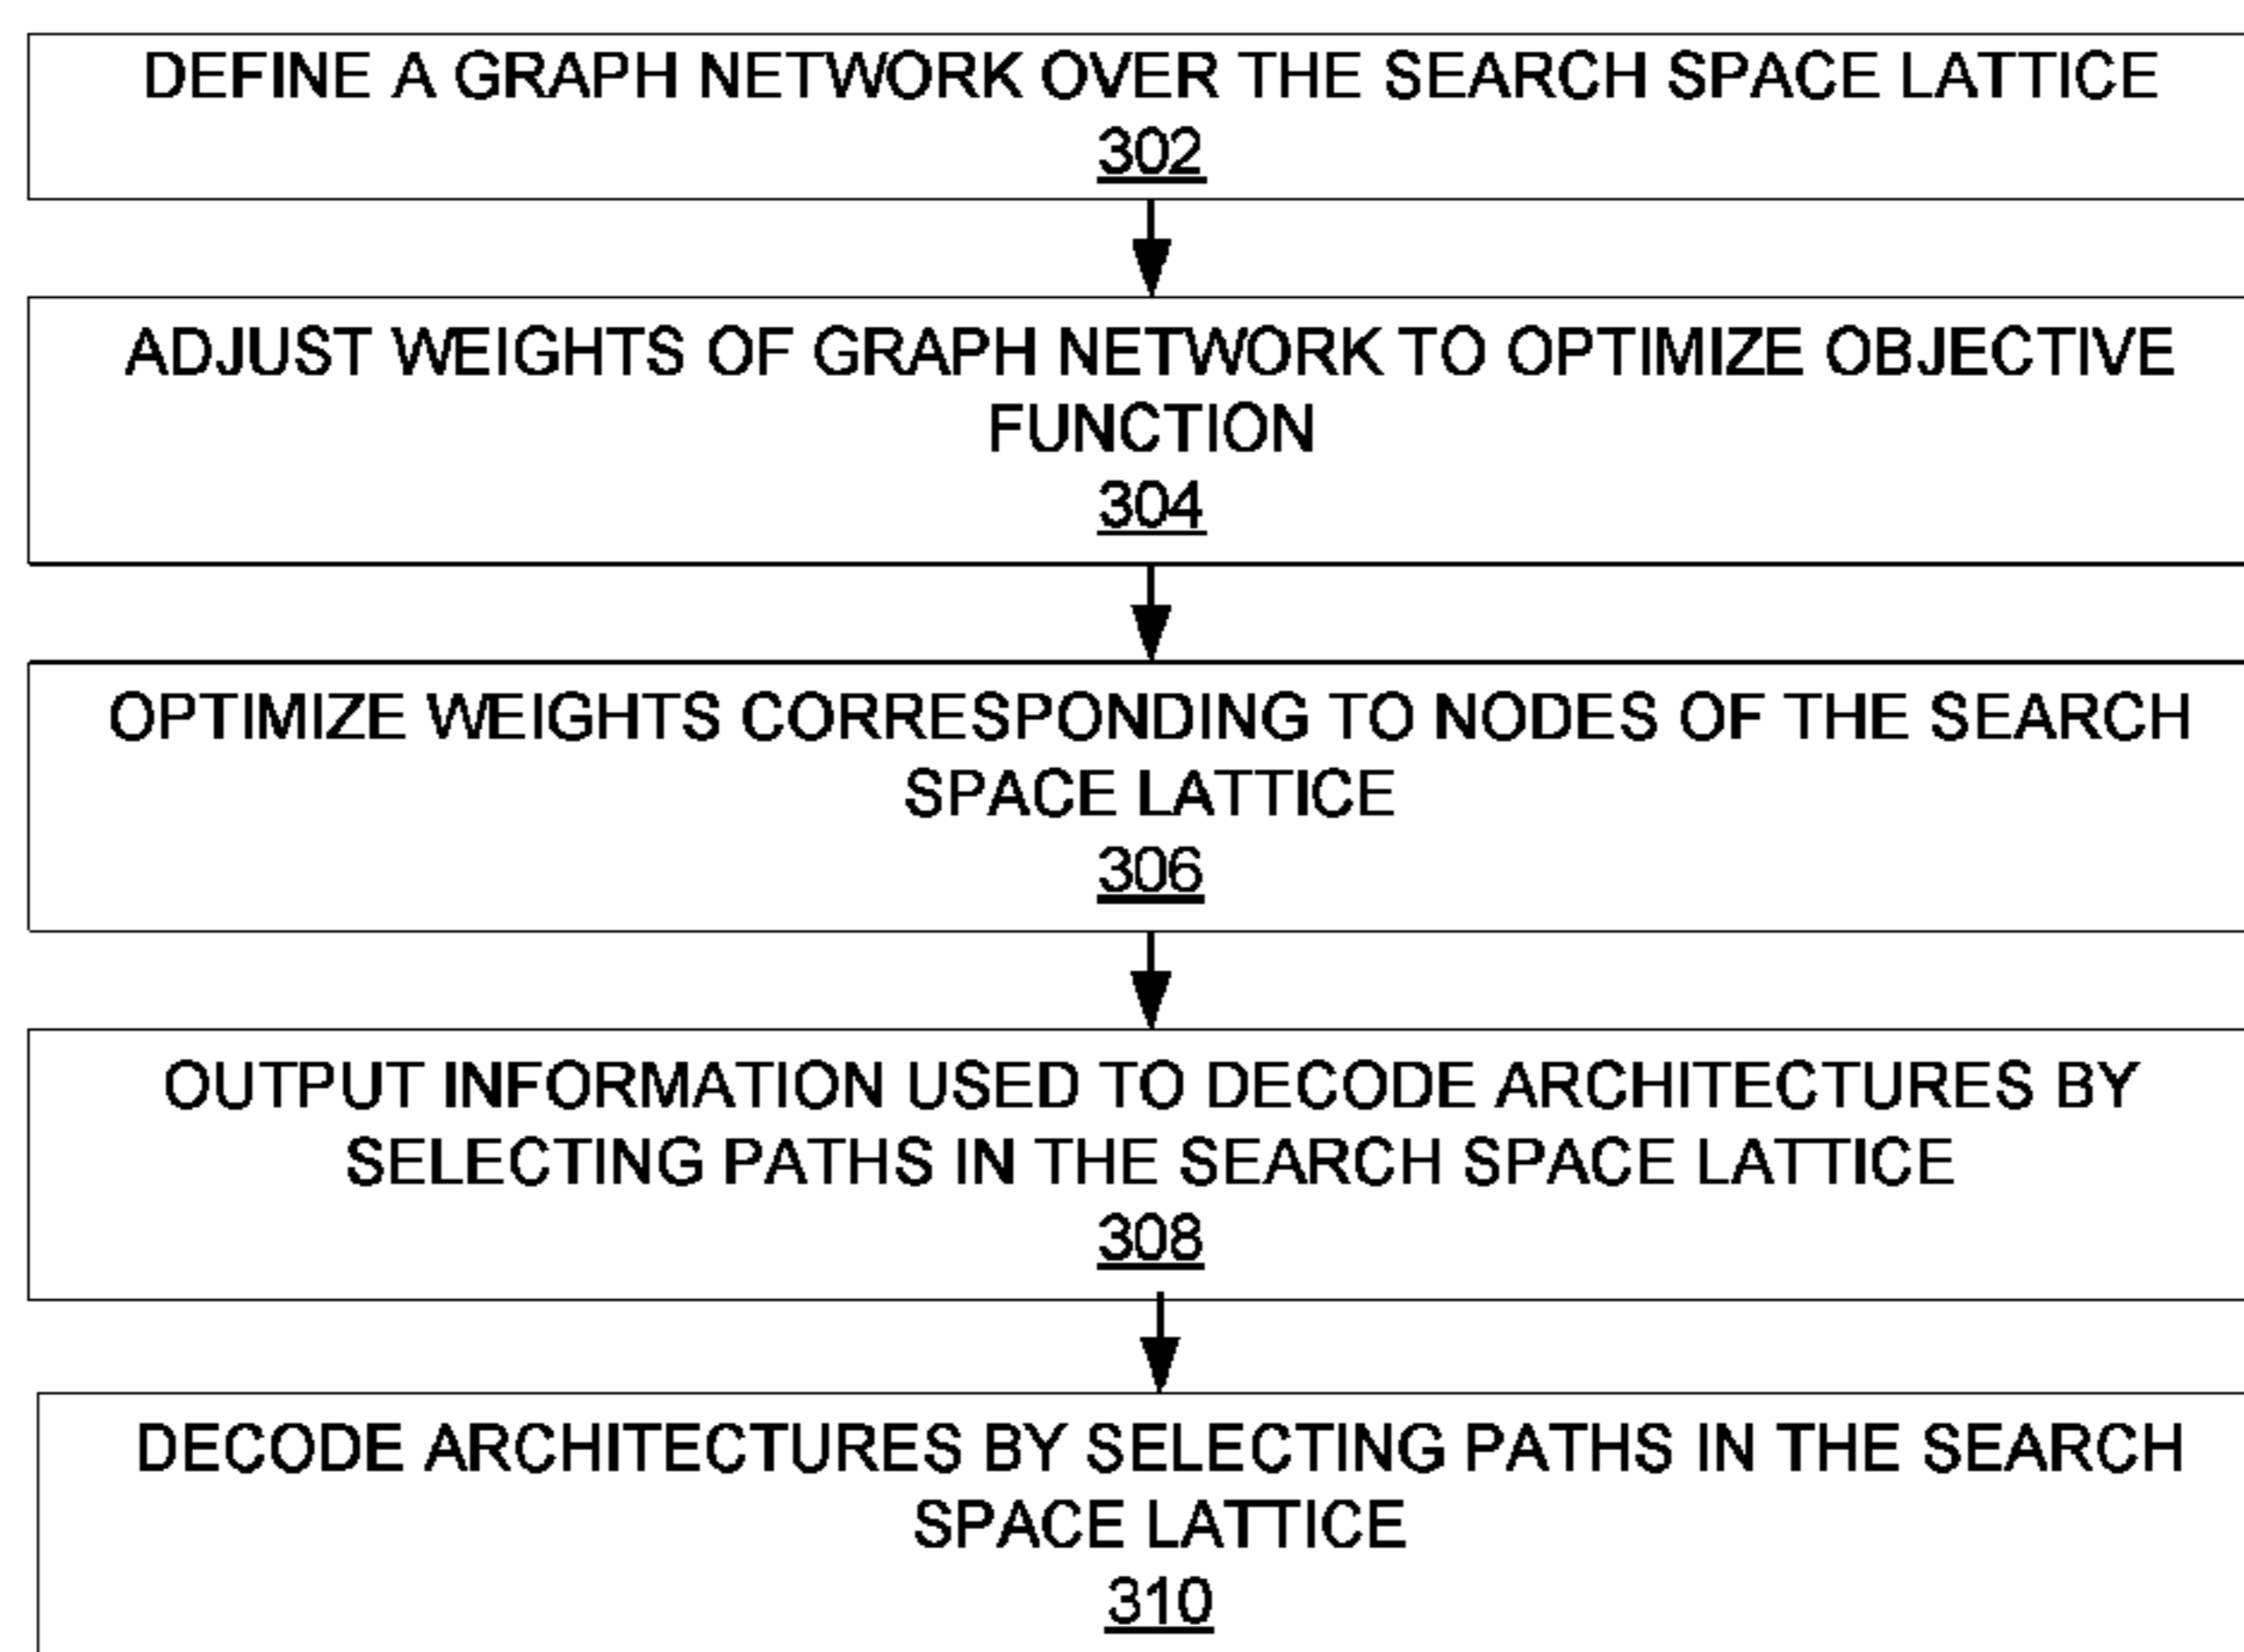 DEFINE A GRAPH NETWORK OVER THE SEARCH SPACE LATTICE
302
ADJUST WEIGHTS OF GRAPH NETWORK TO OPTIMIZE OBJECTIVE
FUNCTION
304
OPTIMIZE WEIGHTS CORRESPONDING TO NODES OF THE SEARCH
SPACE LATTICE
306
OUTPUT INFORMATION USED TO DECODE ARCHITECTURES BY
SELECTING PATHS IN THE SEARCH SPACE LATTICE
308
DECODE ARCHITECTURES BY SELECTING PATHS IN THE SEARCH
SPACE LATTICE
310